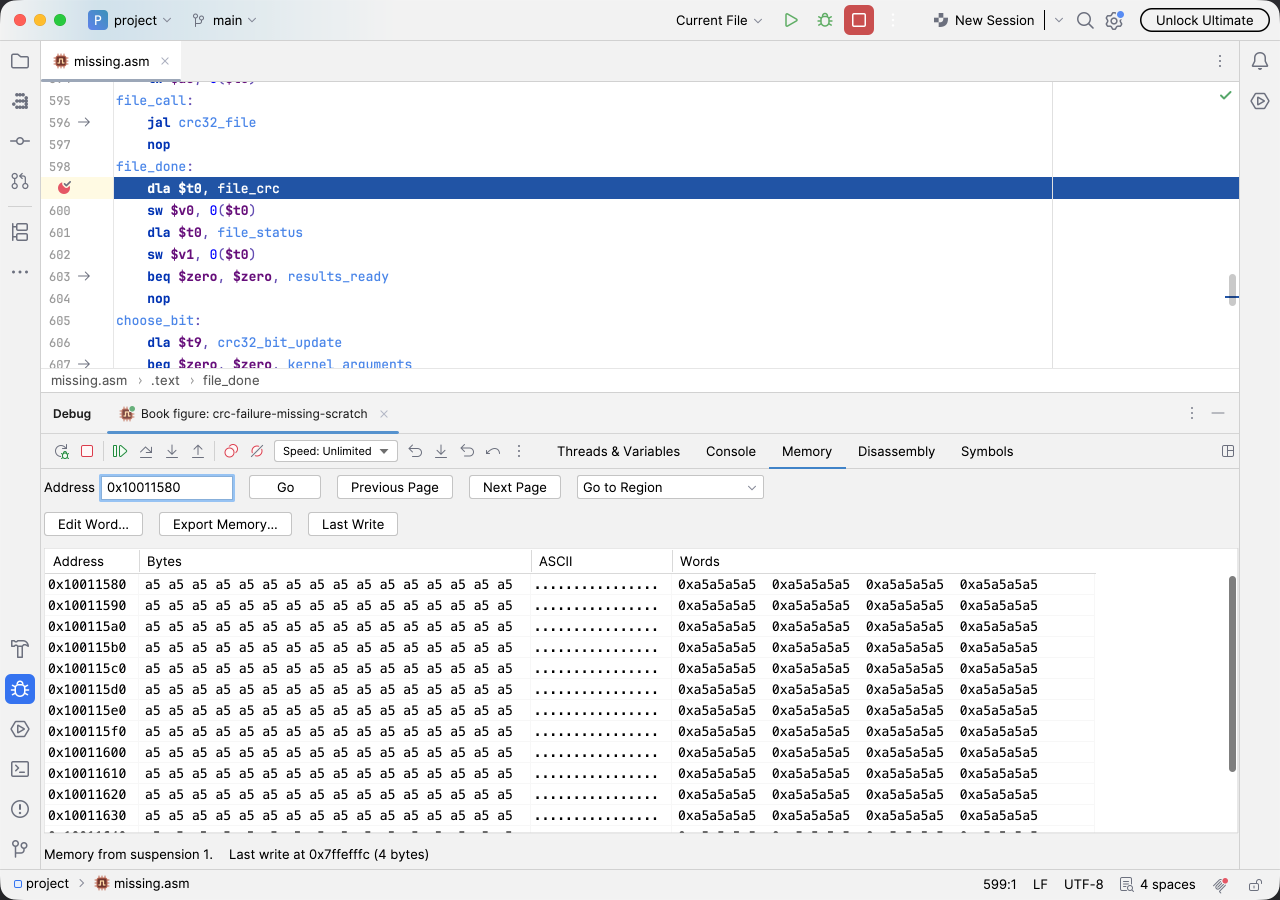 P project main Current File New Session Unlock Ultimate
missing.asm
595 file_call:
596 jal crc32_file
597 nop
598 file_done:
dla $t0, file_crc
600 sw $v0, 0($t0)
601 dla $t0, file_status
602 sw $v1, 0($t0)
603 beq $zero, $zero, results_ready
604 nop
605 choose_bit:
606 dla $t9, crc32_bit_update
607 beq $zero, $zero, kernel_arguments
missing.asm › .text › file_done
Debug Book figure: crc-failure-missing-scratch
Speed: Unlimited Threads & Variables Console Memory Disassembly Symbols
Address 0x10011580 Go Previous Page Next Page Go to Region
Edit Word... Export Memory... Last Write
Address Bytes ASCII Words
0x10011580 a5 a5 a5 a5 a5 a5 a5 a5 a5 a5 a5 a5 a5 a5 a5 a5 ................ 0xa5a5a5a5 0xa5a5a5a5 0xa5a5a5a5 0xa5a5a5a5
0x10011590 a5 a5 a5 a5 a5 a5 a5 a5 a5 a5 a5 a5 a5 a5 a5 a5 ................ 0xa5a5a5a5 0xa5a5a5a5 0xa5a5a5a5 0xa5a5a5a5
0x100115a0 a5 a5 a5 a5 a5 a5 a5 a5 a5 a5 a5 a5 a5 a5 a5 a5 ................ 0xa5a5a5a5 0xa5a5a5a5 0xa5a5a5a5 0xa5a5a5a5
0x100115b0 a5 a5 a5 a5 a5 a5 a5 a5 a5 a5 a5 a5 a5 a5 a5 a5 ................ 0xa5a5a5a5 0xa5a5a5a5 0xa5a5a5a5 0xa5a5a5a5
0x100115c0 a5 a5 a5 a5 a5 a5 a5 a5 a5 a5 a5 a5 a5 a5 a5 a5 ................ 0xa5a5a5a5 0xa5a5a5a5 0xa5a5a5a5 0xa5a5a5a5
0x100115d0 a5 a5 a5 a5 a5 a5 a5 a5 a5 a5 a5 a5 a5 a5 a5 a5 ................ 0xa5a5a5a5 0xa5a5a5a5 0xa5a5a5a5 0xa5a5a5a5
0x100115e0 a5 a5 a5 a5 a5 a5 a5 a5 a5 a5 a5 a5 a5 a5 a5 a5 ................ 0xa5a5a5a5 0xa5a5a5a5 0xa5a5a5a5 0xa5a5a5a5
0x100115f0 a5 a5 a5 a5 a5 a5 a5 a5 a5 a5 a5 a5 a5 a5 a5 a5 ................ 0xa5a5a5a5 0xa5a5a5a5 0xa5a5a5a5 0xa5a5a5a5
0x10011600 a5 a5 a5 a5 a5 a5 a5 a5 a5 a5 a5 a5 a5 a5 a5 a5 ................ 0xa5a5a5a5 0xa5a5a5a5 0xa5a5a5a5 0xa5a5a5a5
0x10011610 a5 a5 a5 a5 a5 a5 a5 a5 a5 a5 a5 a5 a5 a5 a5 a5 ................ 0xa5a5a5a5 0xa5a5a5a5 0xa5a5a5a5 0xa5a5a5a5
0x10011620 a5 a5 a5 a5 a5 a5 a5 a5 a5 a5 a5 a5 a5 a5 a5 a5 ................ 0xa5a5a5a5 0xa5a5a5a5 0xa5a5a5a5 0xa5a5a5a5
0x10011630 a5 a5 a5 a5 a5 a5 a5 a5 a5 a5 a5 a5 a5 a5 a5 a5 ................ 0xa5a5a5a5 0xa5a5a5a5 0xa5a5a5a5 0xa5a5a5a5
Memory from suspension 1. Last write at 0x7ffefffc (4 bytes)
project › missing.asm 599:1 LF UTF-8 4 spaces